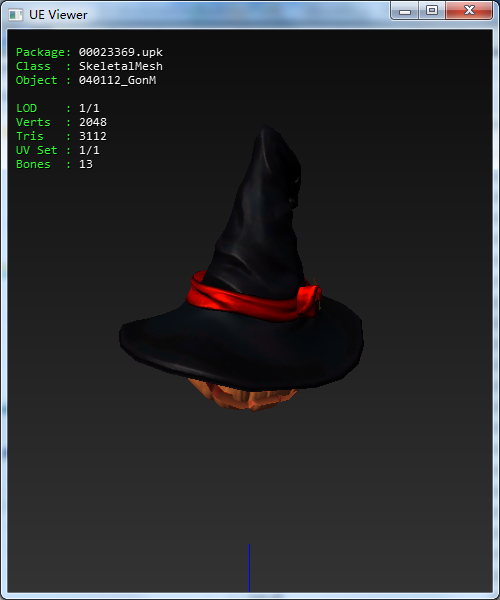 UE Viewer
Package: 00023369.upk
Class : SkeletalMesh
Object : 040112_GonM
LOD : 1/1
Verts : 2048
Tris : 3112
UV Set : 1/1
Bones : 13